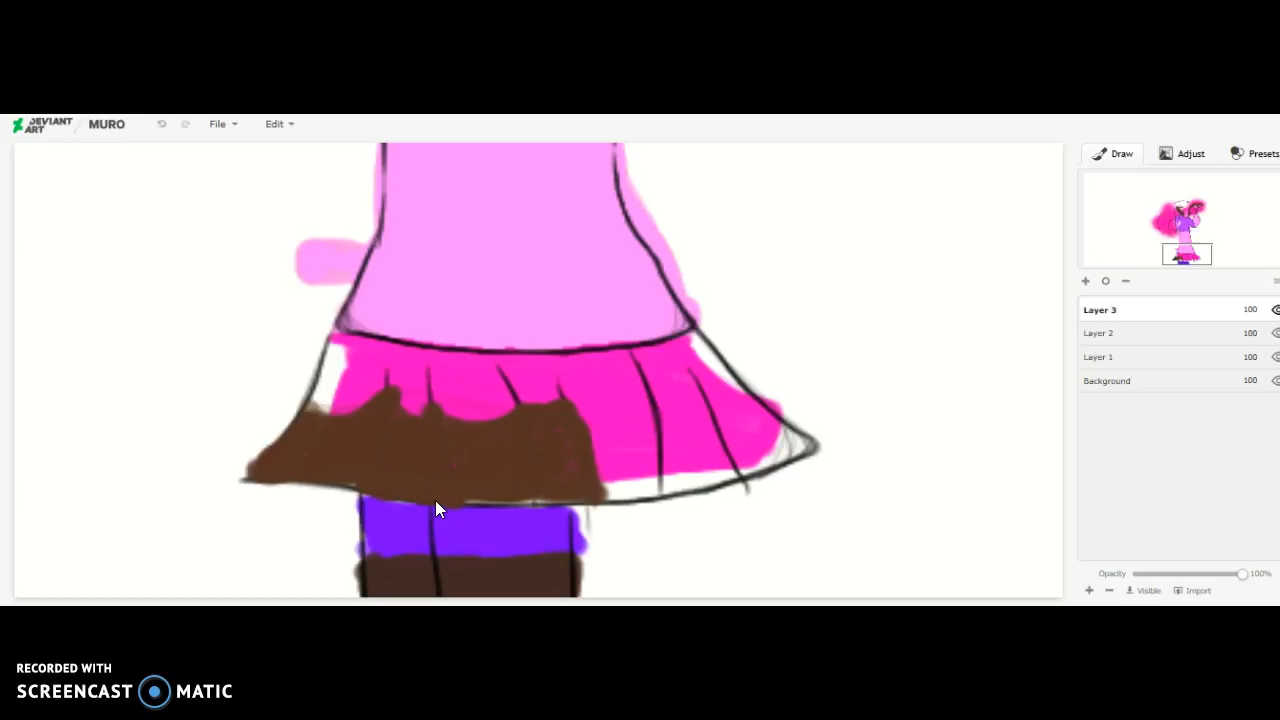 DEVIANT ART / MURO File Edit
Draw Adjust Presets
Layer 3 100
Layer 2 100
Layer 1 100
Background 100
Opacity 100%
Visible Import
RECORDED WITH
SCREENCAST MATIC